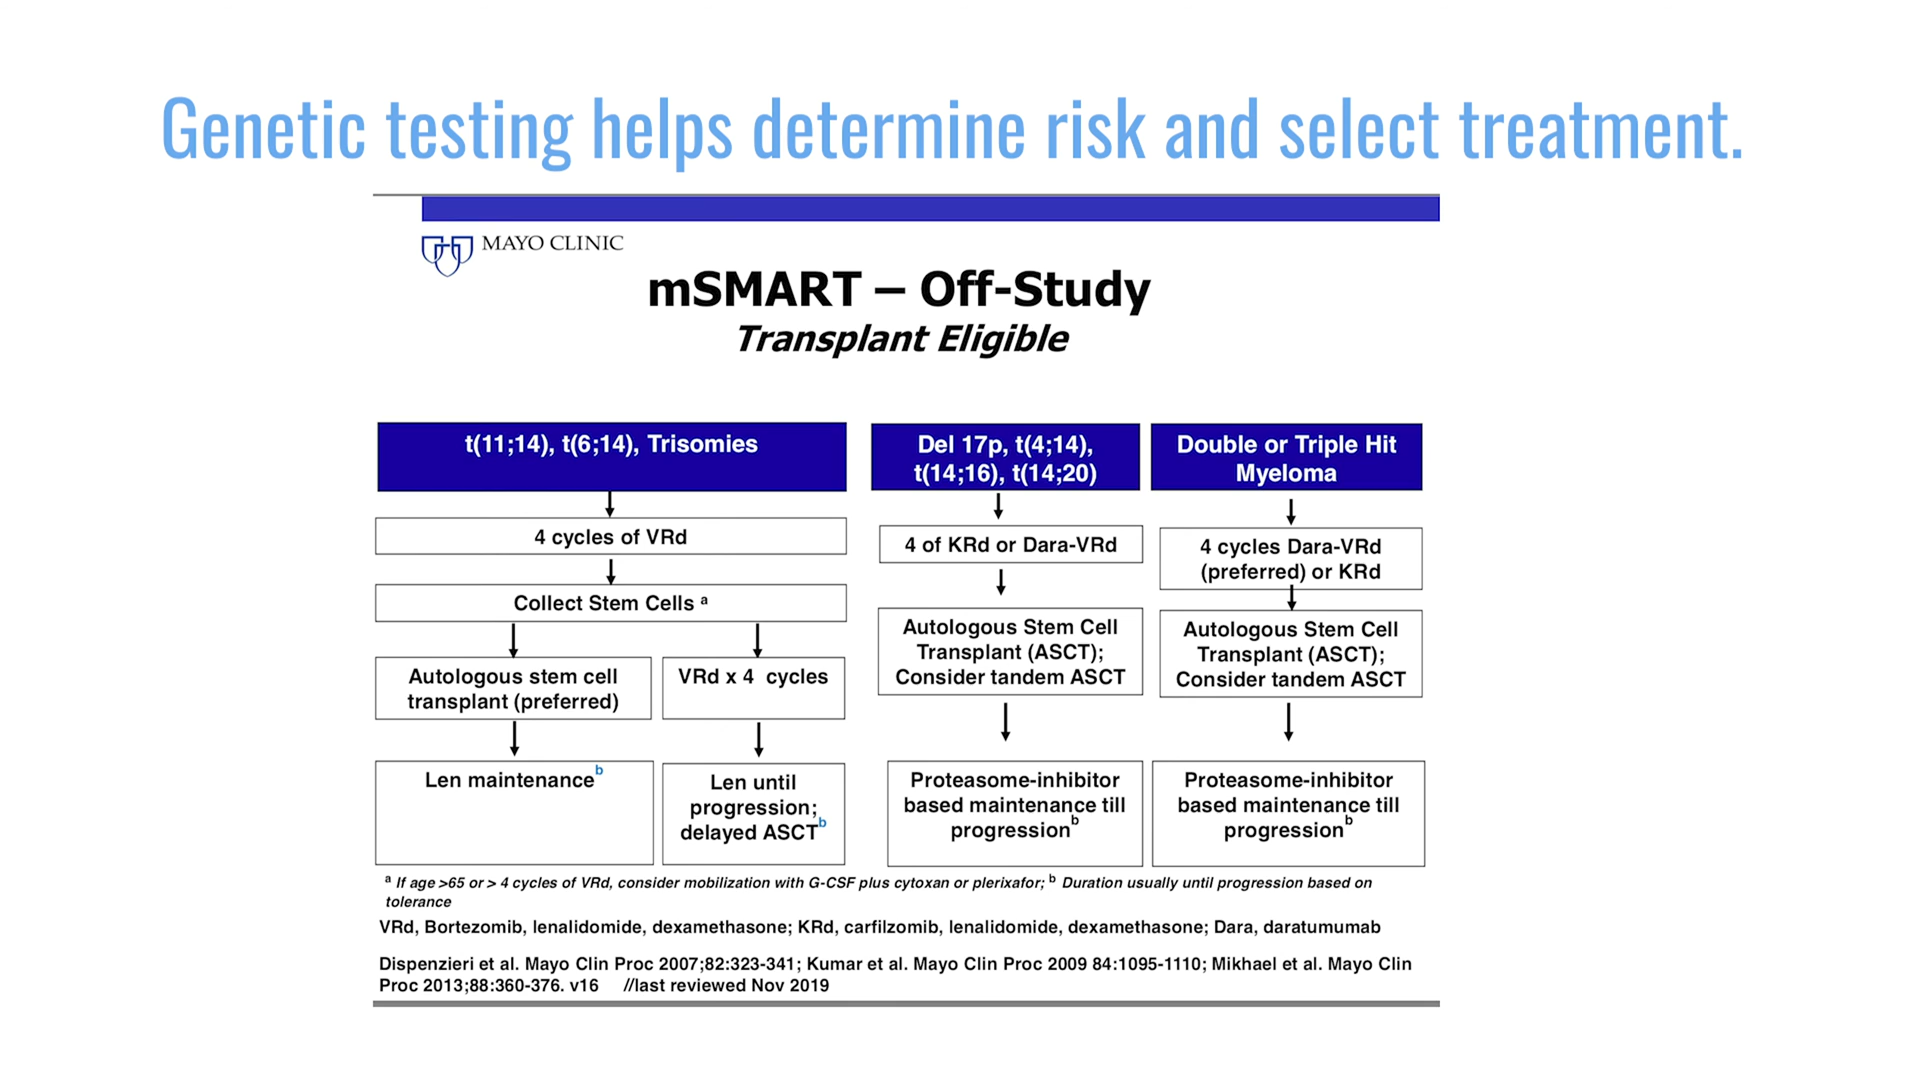 Genetic testing helps determine risk and select treatment.
MAYO CLINIC
mSMART – Off-Study
Transplant Eligible
t(11;14), t(6;14), Trisomies
4 cycles of VRd
Collect Stem Cells a
Autologous stem cell
transplant (preferred)
Len maintenance b
VRd x 4 cycles
Len until
progression;
delayed ASCT b
Del 17p, t(4;14),
t(14;16), t(14;20)
4 of KRd or Dara-VRd
Autologous Stem Cell
Transplant (ASCT);
Consider tandem ASCT
Proteasome-inhibitor
based maintenance till
progression b
Double or Triple Hit
Myeloma
4 cycles Dara-VRd
(preferred) or KRd
Autologous Stem Cell
Transplant (ASCT);
Consider tandem ASCT
Proteasome-inhibitor
based maintenance till
progression b
a If age >65 or > 4 cycles of VRd, consider mobilization with G-CSF plus cytoxan or plerixafor; b Duration usually until progression based on
tolerance
VRd, Bortezomib, lenalidomide, dexamethasone; KRd, carfilzomib, lenalidomide, dexamethasone; Dara, daratumumab
Dispenzieri et al. Mayo Clin Proc 2007;82:323-341; Kumar et al. Mayo Clin Proc 2009 84:1095-1110; Mikhael et al. Mayo Clin
Proc 2013;88:360-376. v16 //last reviewed Nov 2019